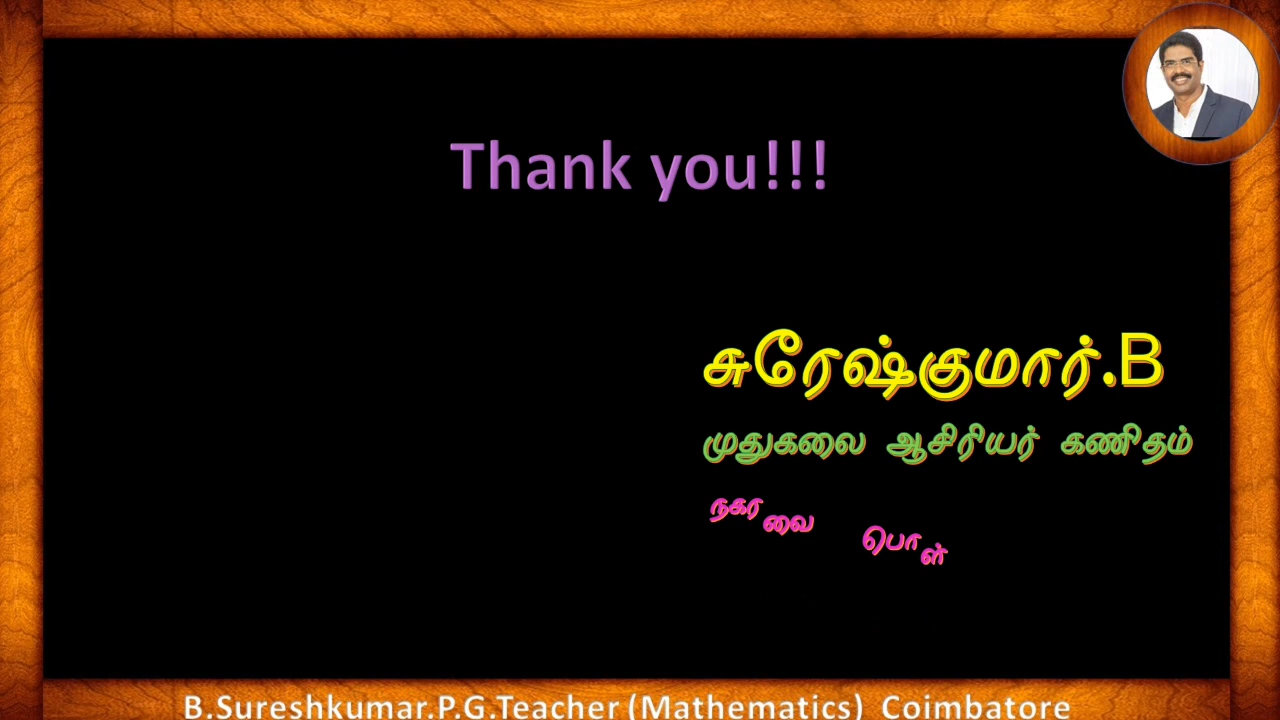 Thank you!!!
சுரேஷ்குமார்.B
முதுகலை ஆசிரியர் கணிதம்
நகர வை பொ ள்
B.Sureshkumar.P.G.Teacher (Mathematics) Coimbatore